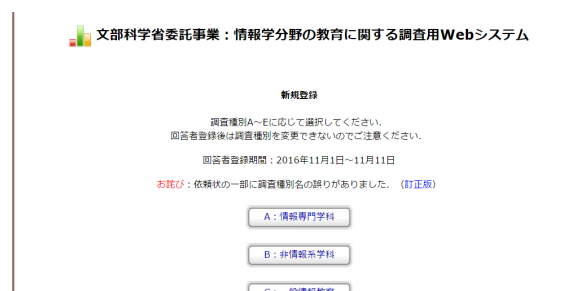 文部科学省委託事業：情報学分野の教育に関する調査用Webシステム
新規登録
調査種別A～Eに応じて選択してください．
回答者登録後は調査種別を変更できないのでご注意ください．
回答者登録期間：2016年11月1日～11月11日
お詫び：依頼状の一部に調査種別名の誤りがありました．（訂正版）
A：情報専門学科
B：非情報系学科